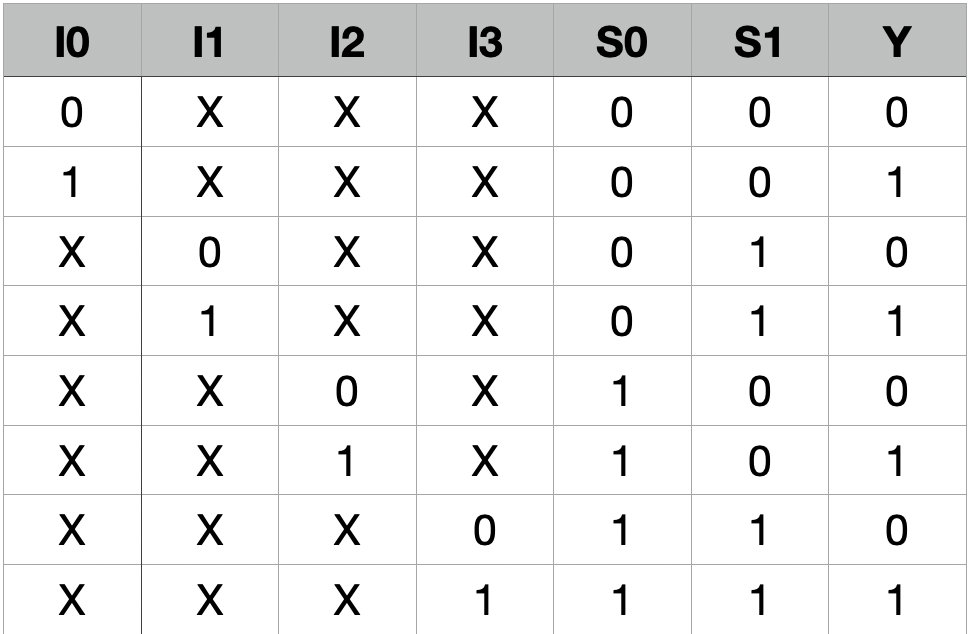 I0 I1 I2 I3 S0 S1 Y
0 X X X 0 0 0
1 X X X 0 0 1
X 0 X X 0 1 0
X 1 X X 0 1 1
X X 0 X 1 0 0
X X 1 X 1 0 1
X X X 0 1 1 0
X X X 1 1 1 1